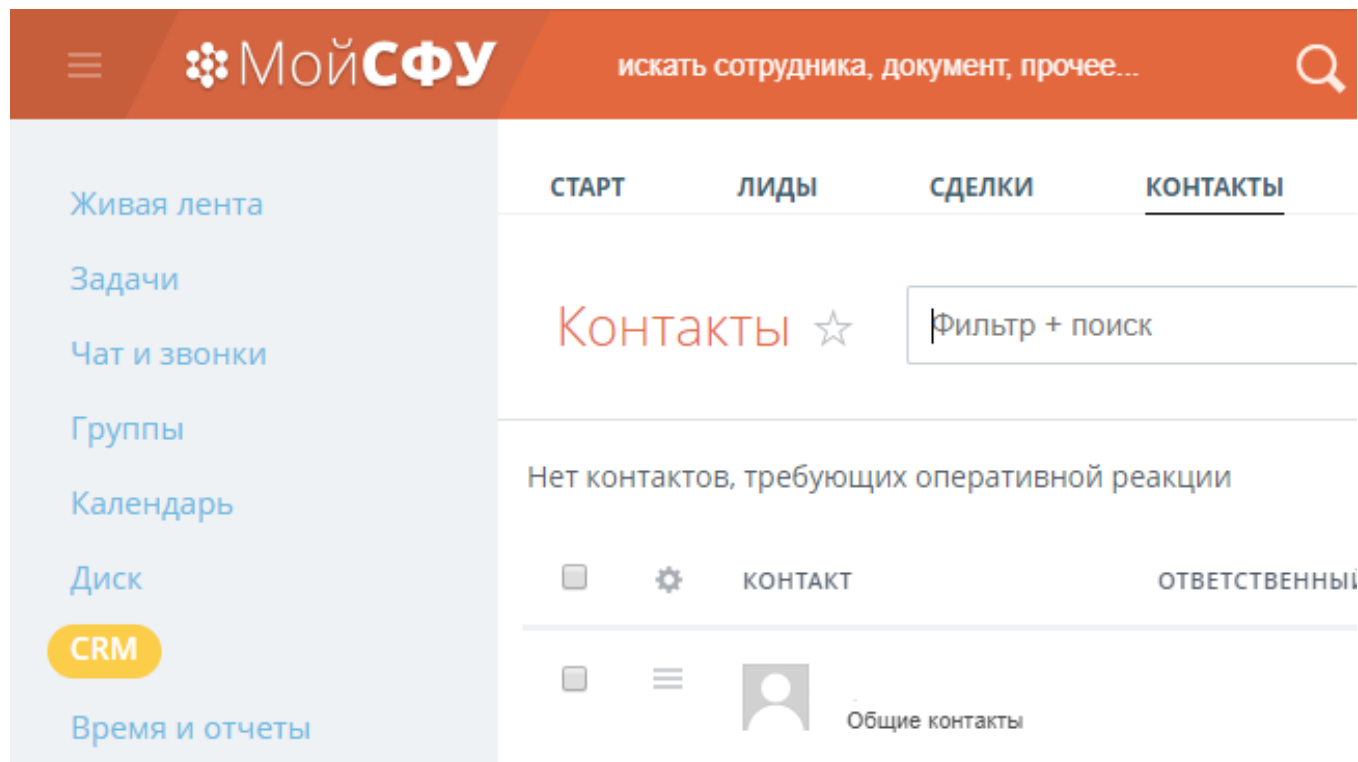 МойСФУ искать сотрудника, документ, прочее...
Живая лента
Задачи
Чат и звонки
Группы
Календарь
Диск
CRM
Время и отчеты
СТАРТ ЛИДЫ СДЕЛКИ КОНТАКТЫ
Контакты Фильтр + поиск
Нет контактов, требующих оперативной реакции
КОНТАКТ ОТВЕТСТВЕННЫЙ
Общие контакты